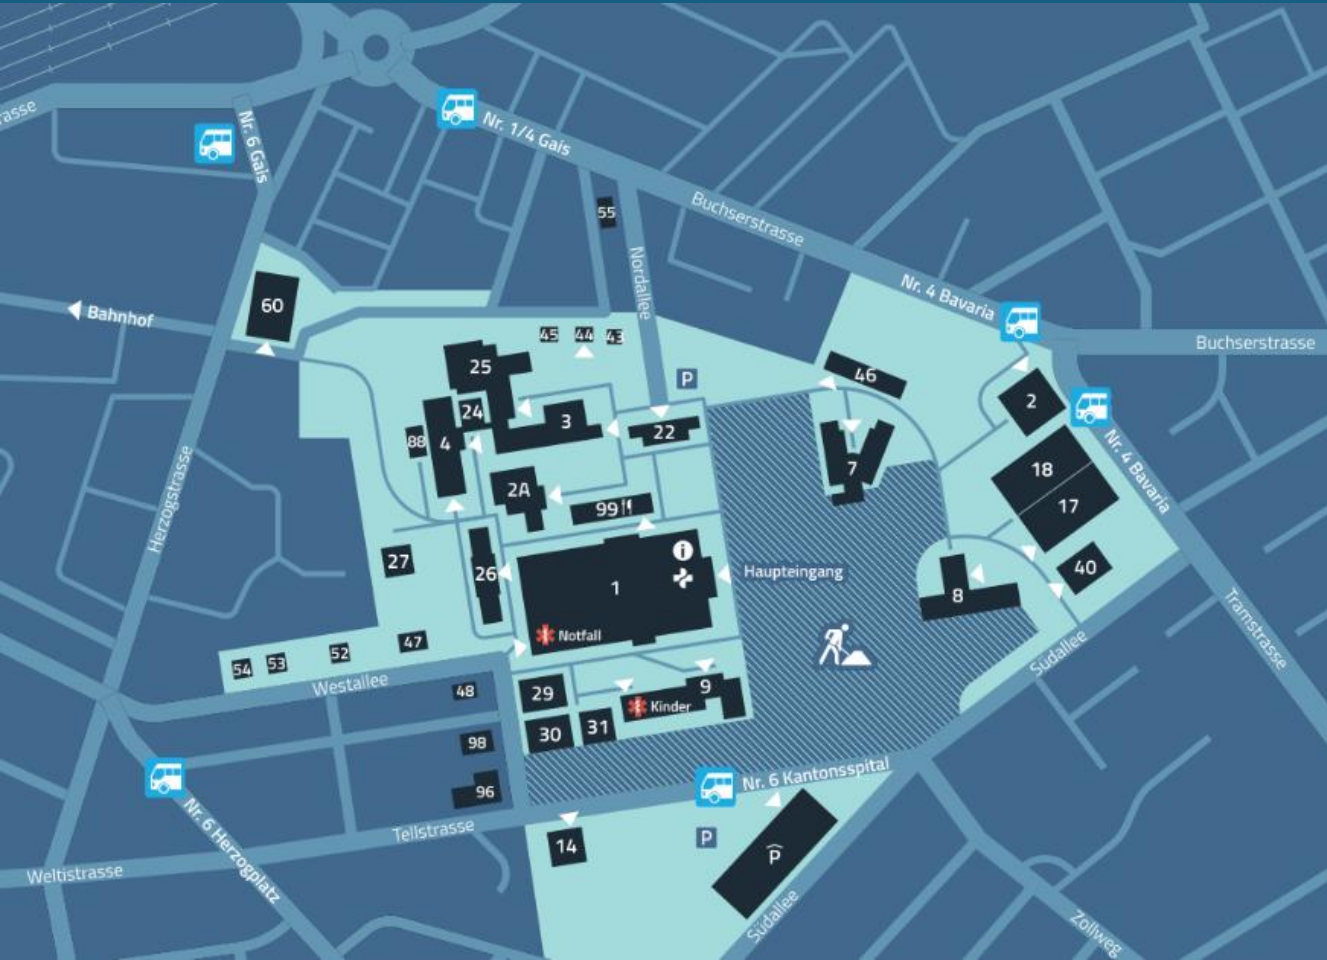 rasse
Nr. 6 Gais
Nr. 1/4 Gais
55
Buchserstrasse
Nordallee
Nr. 4 Bavaria
60
Bahnhof
45
44
43
Buchserstrasse
25
P
46
24
3
2
22
88
4
7
18
Nr. 4 Bavaria
2A
99
17
Herzogstrasse
27
26
i
1
Haupteingang
40
8
Notfall
54
53
52
47
Westallee
48
29
9
Kinder
30
31
98
Südallee
Tramstrasse
96
Nr. 6 Kantonsspital
Nr. 6 Herzogplatz
Tellstrasse
14
P
P
Weltistrasse
Südallee
Zollweg